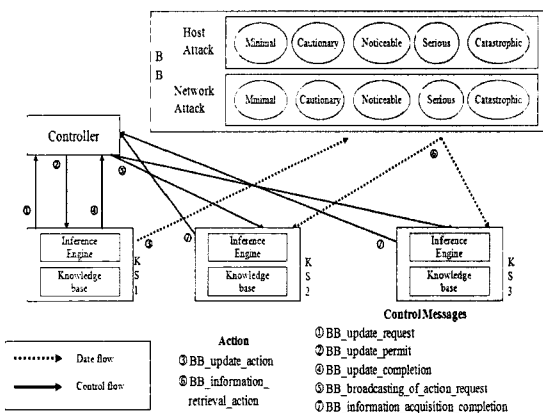 Host
Attack
Minimal
Cautionary
Noticeable
Serious
Catastrophic
B
B
Network
Attack
Minimal
Cautionary
Noticeable
Serious
Catastrophic
Controller
①
②
④
⑤
③
⑦
⑥
⑦
Inference
Engine
Knowledge
base
K
S
1
Inference
Engine
Knowledge
base
K
S
2
Inference
Engine
Knowledge
base
K
S
3
Date flow
Control flow
Action
③BB_update_action
⑥BB_information_
retrieval_action
Control Messages
①BB_update_request
②BB_update_permit
④BB_update_completion
⑤BB_broadcasting_of_action_request
⑦BB_information acquisition completion